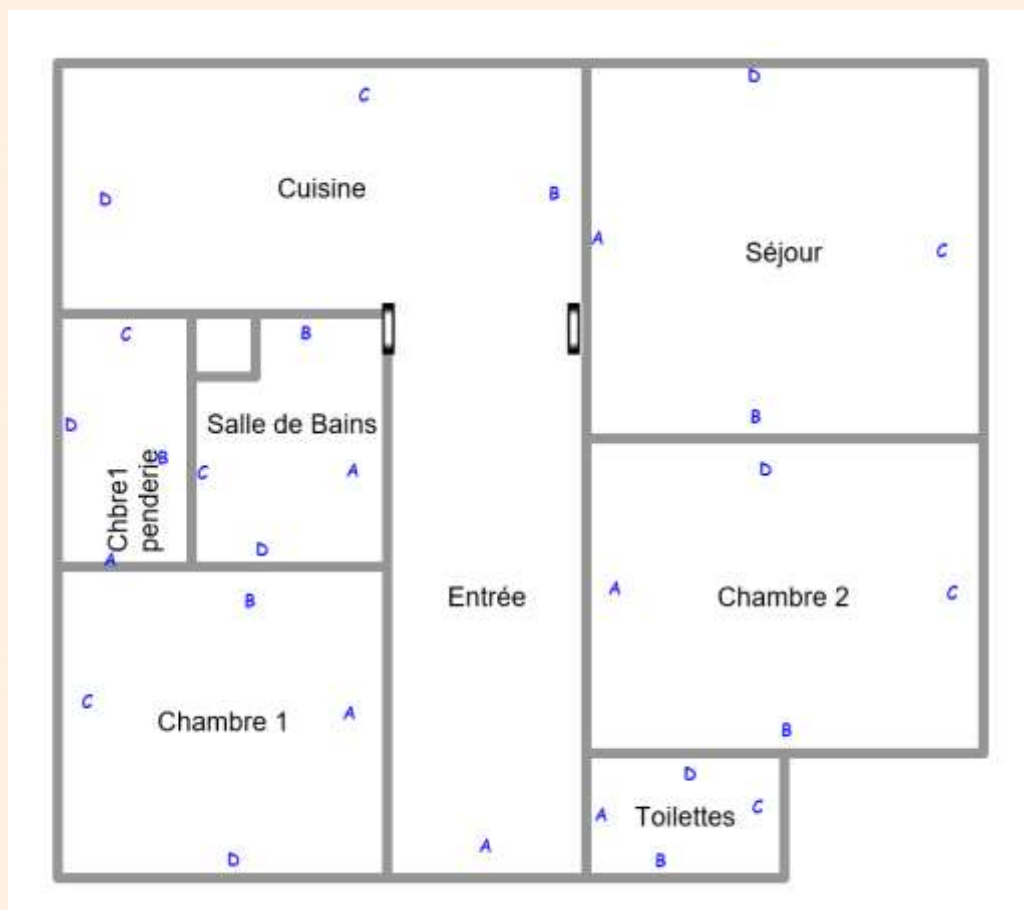 D
C
Cuisine
D
B
A
Séjour
C
C
B
D
Salle de Bains
B
D
B
C
A
Chbre1
penderie
D
A
B
Entrée
A
Chambre 2
C
C
Chambre 1
A
B
D
A
Toilettes
C
A
D
B